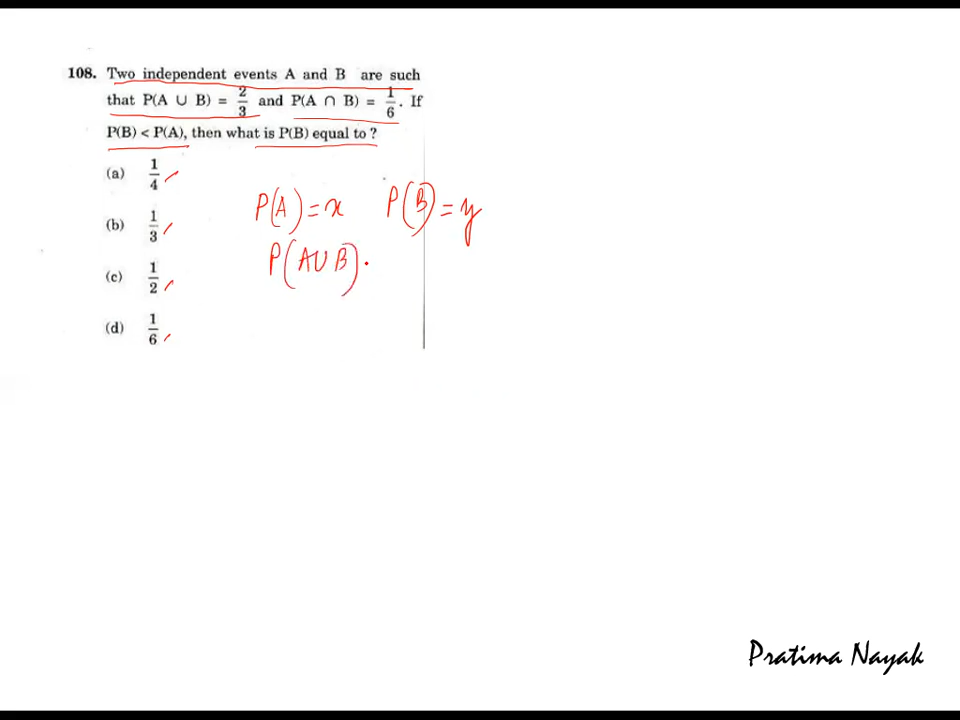 108. Two independent events A and B are such
that P(A ∪ B) = 2/3 and P(A ∩ B) = 1/6. If
P(B) < P(A), then what is P(B) equal to ?
(a) 1/4
(b) 1/3
(c) 1/2
(d) 1/6
P(A) = x P(B) = y
P(A∪B).
Pratima Nayak